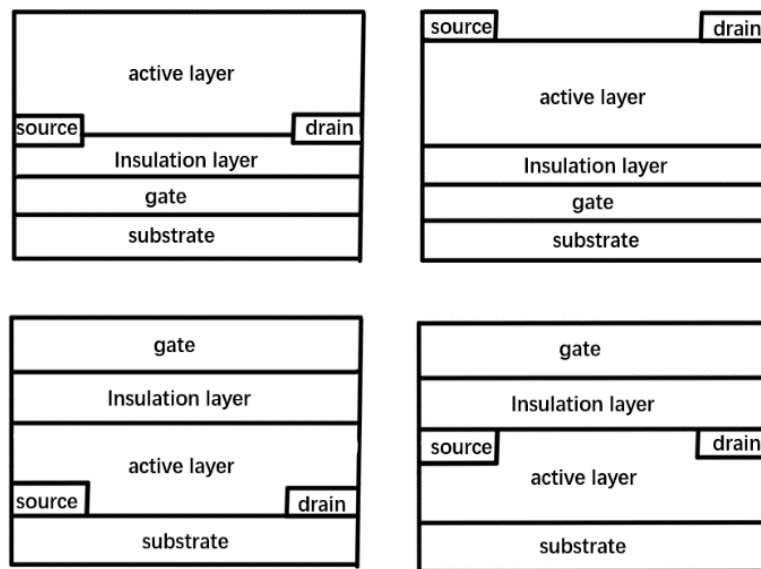 active layer
source
drain
Insulation layer
gate
substrate
source
drain
active layer
Insulation layer
gate
substrate
gate
Insulation layer
active layer
source
drain
substrate
gate
Insulation layer
source
drain
active layer
substrate